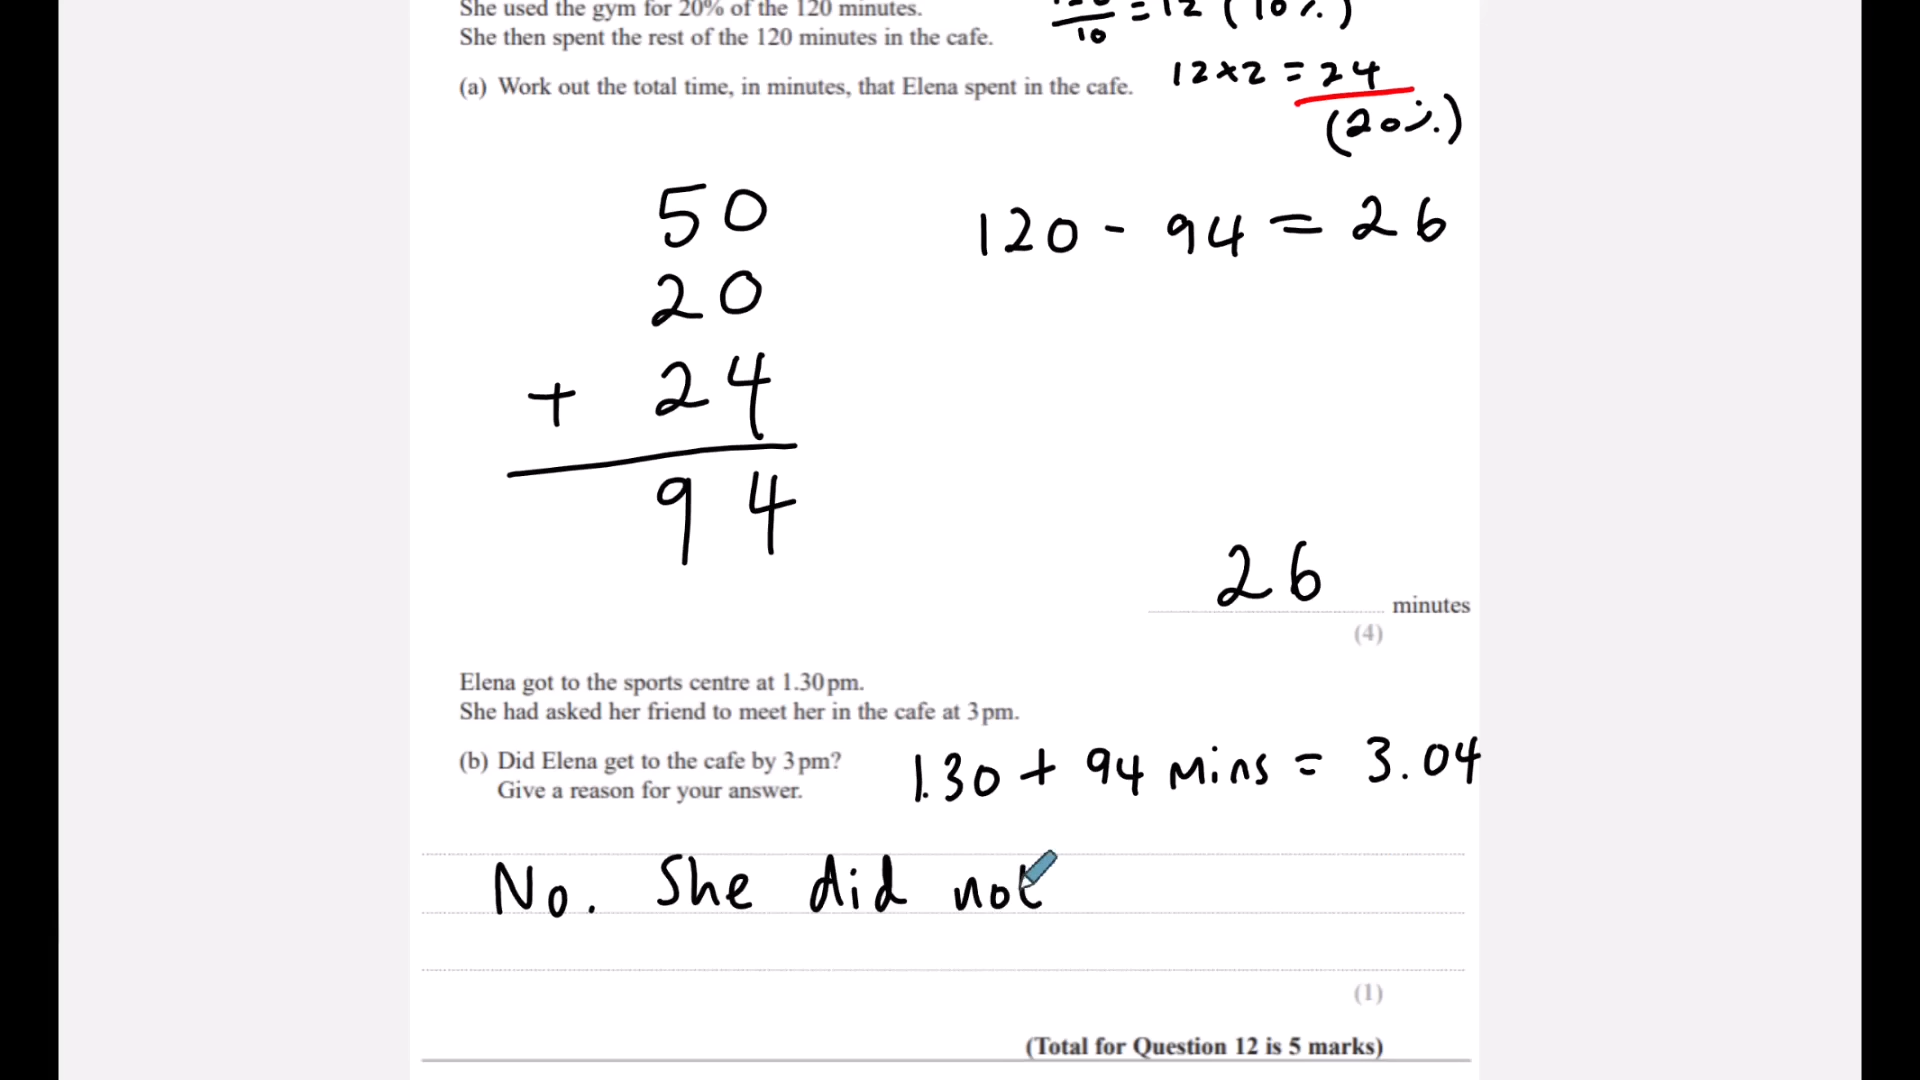 She used the gym for 20% of the 120 minutes.
She then spent the rest of the 120 minutes in the cafe.
10 = 12 (10%)
(a) Work out the total time, in minutes, that Elena spent in the cafe.
12×2 = 24
(20%)
50
20
+ 24
94
120 - 94 = 26
26 minutes
(4)
Elena got to the sports centre at 1.30pm.
She had asked her friend to meet her in the cafe at 3pm.
(b) Did Elena get to the cafe by 3pm?
Give a reason for your answer.
1.30 + 94 mins = 3.04
No. She did not
(1)
(Total for Question 12 is 5 marks)